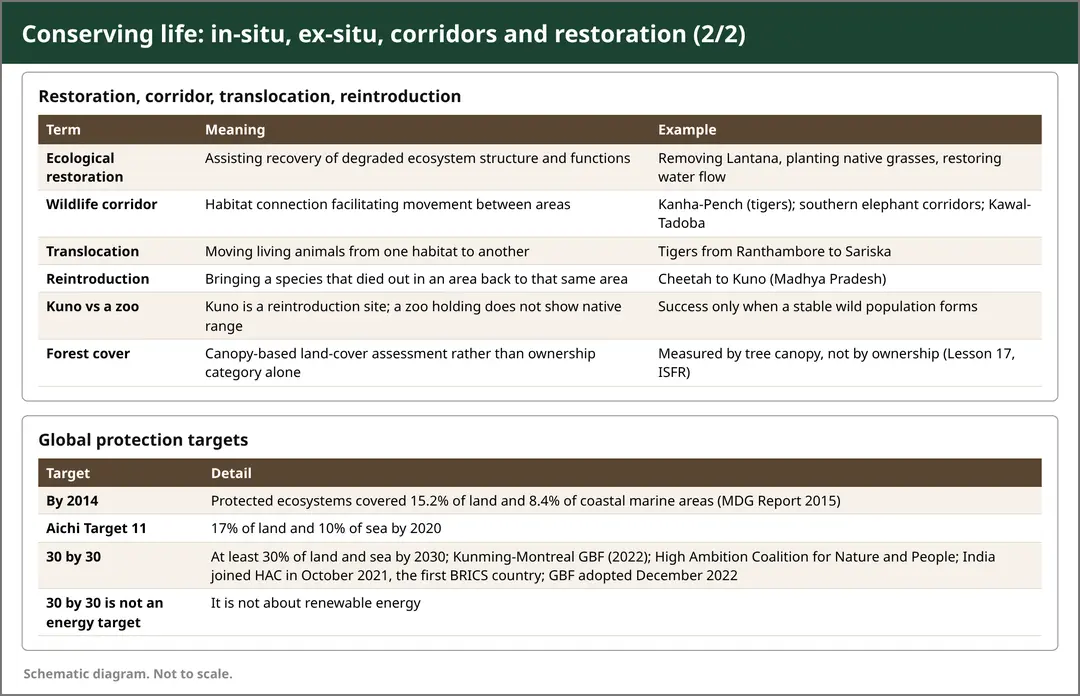 Conserving life: in-situ, ex-situ, corridors and restoration (2/2)
Restoration, corridor, translocation, reintroduction
Term Meaning Example
Ecological restoration Assisting recovery of degraded ecosystem structure and functions Removing Lantana, planting native grasses, restoring water flow
Wildlife corridor Habitat connection facilitating movement between areas Kanha-Pench (tigers); southern elephant corridors; Kawal-Tadoba
Translocation Moving living animals from one habitat to another Tigers from Ranthambore to Sariska
Reintroduction Bringing a species that died out in an area back to that same area Cheetah to Kuno (Madhya Pradesh)
Kuno vs a zoo Kuno is a reintroduction site; a zoo holding does not show native range Success only when a stable wild population forms
Forest cover Canopy-based land-cover assessment rather than ownership category alone Measured by tree canopy, not by ownership (Lesson 17, ISFR)
Global protection targets
Target Detail
By 2014 Protected ecosystems covered 15.2% of land and 8.4% of coastal marine areas (MDG Report 2015)
Aichi Target 11 17% of land and 10% of sea by 2020
30 by 30 At least 30% of land and sea by 2030; Kunming-Montreal GBF (2022); High Ambition Coalition for Nature and People; India joined HAC in October 2021, the first BRICS country; GBF adopted December 2022
30 by 30 is not an energy target It is not about renewable energy
Schematic diagram. Not to scale.